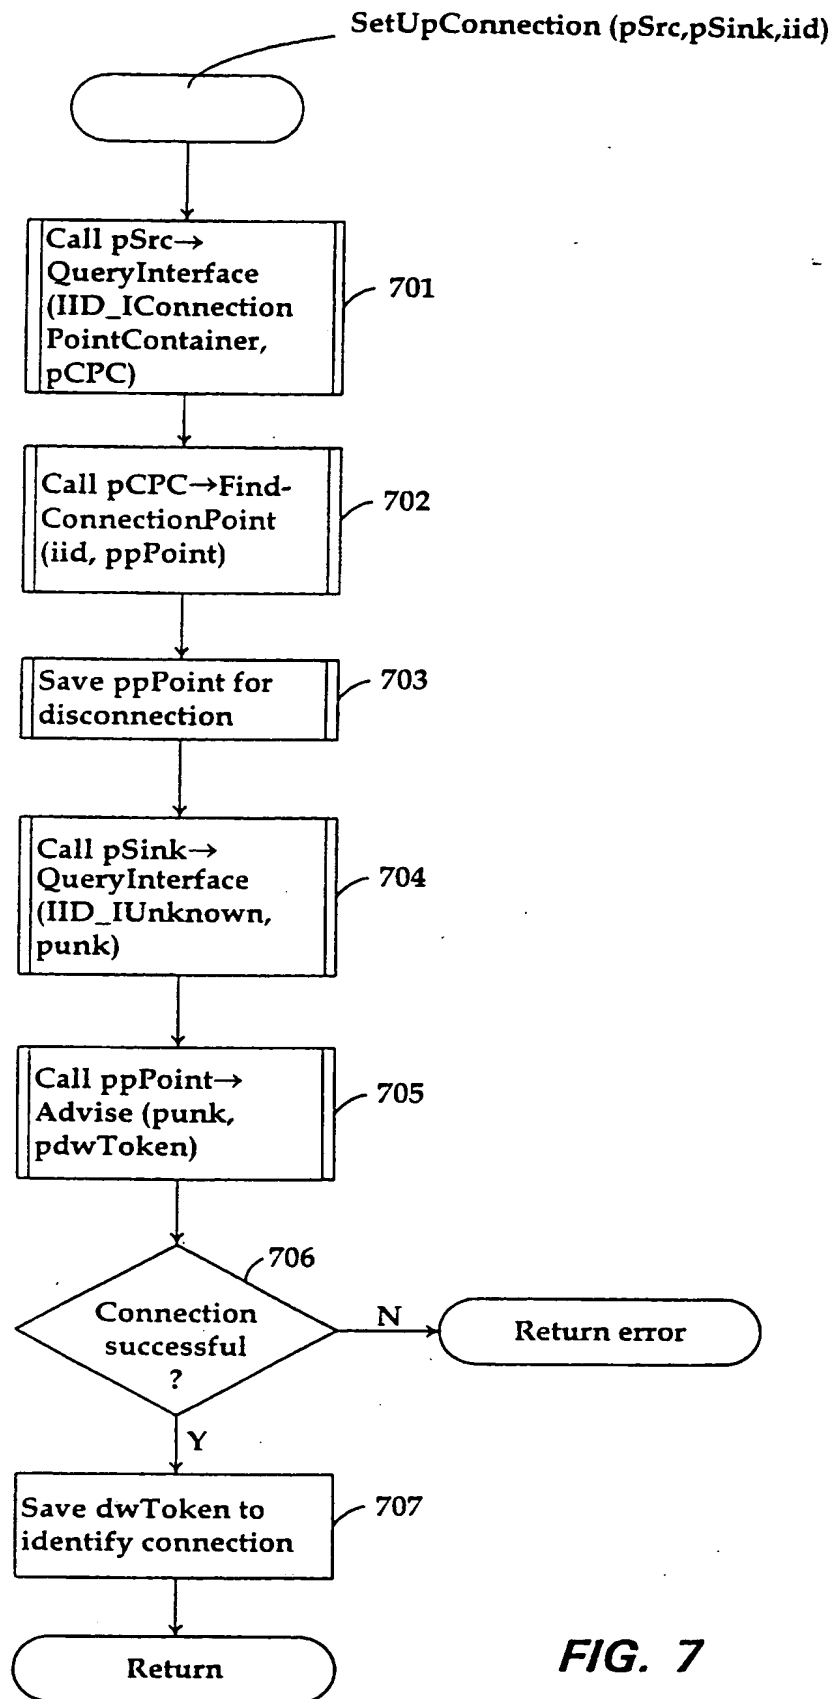 SetUpConnection (pSrc,pSink,iid)
Call pSrc→
QueryInterface
(IID_IConnection
PointContainer,
pCPC)
701
Call pCPC→Find-
ConnectionPoint
(iid, ppPoint)
702
Save ppPoint for
disconnection
703
Call pSink→
QueryInterface
(IID_IUnknown,
punk)
704
Call ppPoint→
Advise (punk,
pdwToken)
705
706
Connection
successful
?
N
Return error
Y
Save dwToken to
identify connection
707
Return
FIG. 7